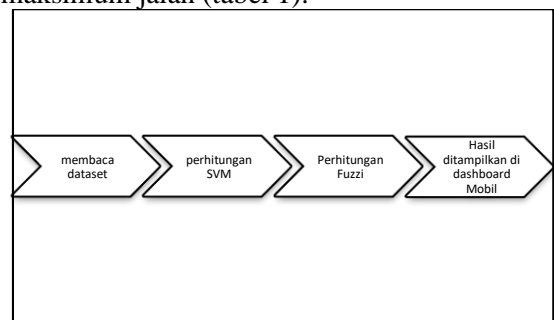 maksimum jalan (tabel 1).
membaca
dataset
perhitungan
SVM
Perhitungan
Fuzzi
Hasil
ditampilkan di
dashboard
Mobil